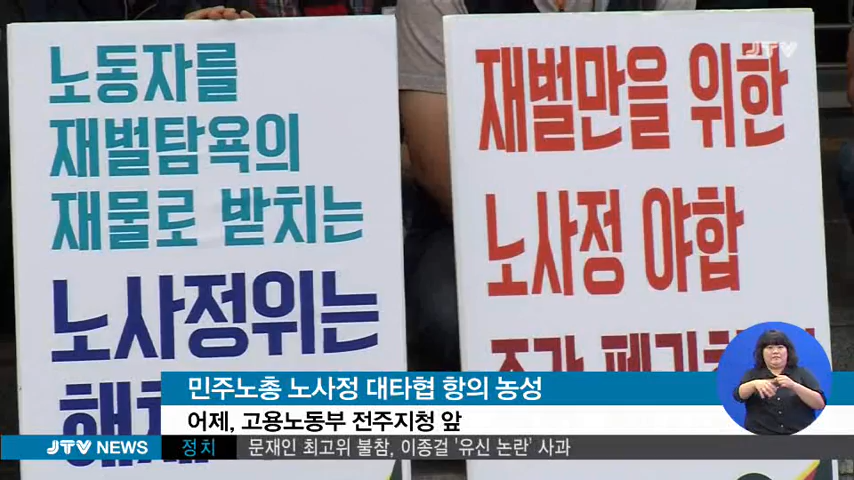 노동자를
재벌탐욕의
재물로 받치는
노사정위는
재벌만을 위한
노사정 야합
JTV
민주노총 노사정 대타협 항의 농성
어제, 고용노동부 전주지청 앞
JTV NEWS
정치
문재인 최고위 불참, 이종걸 '유신 논란' 사과